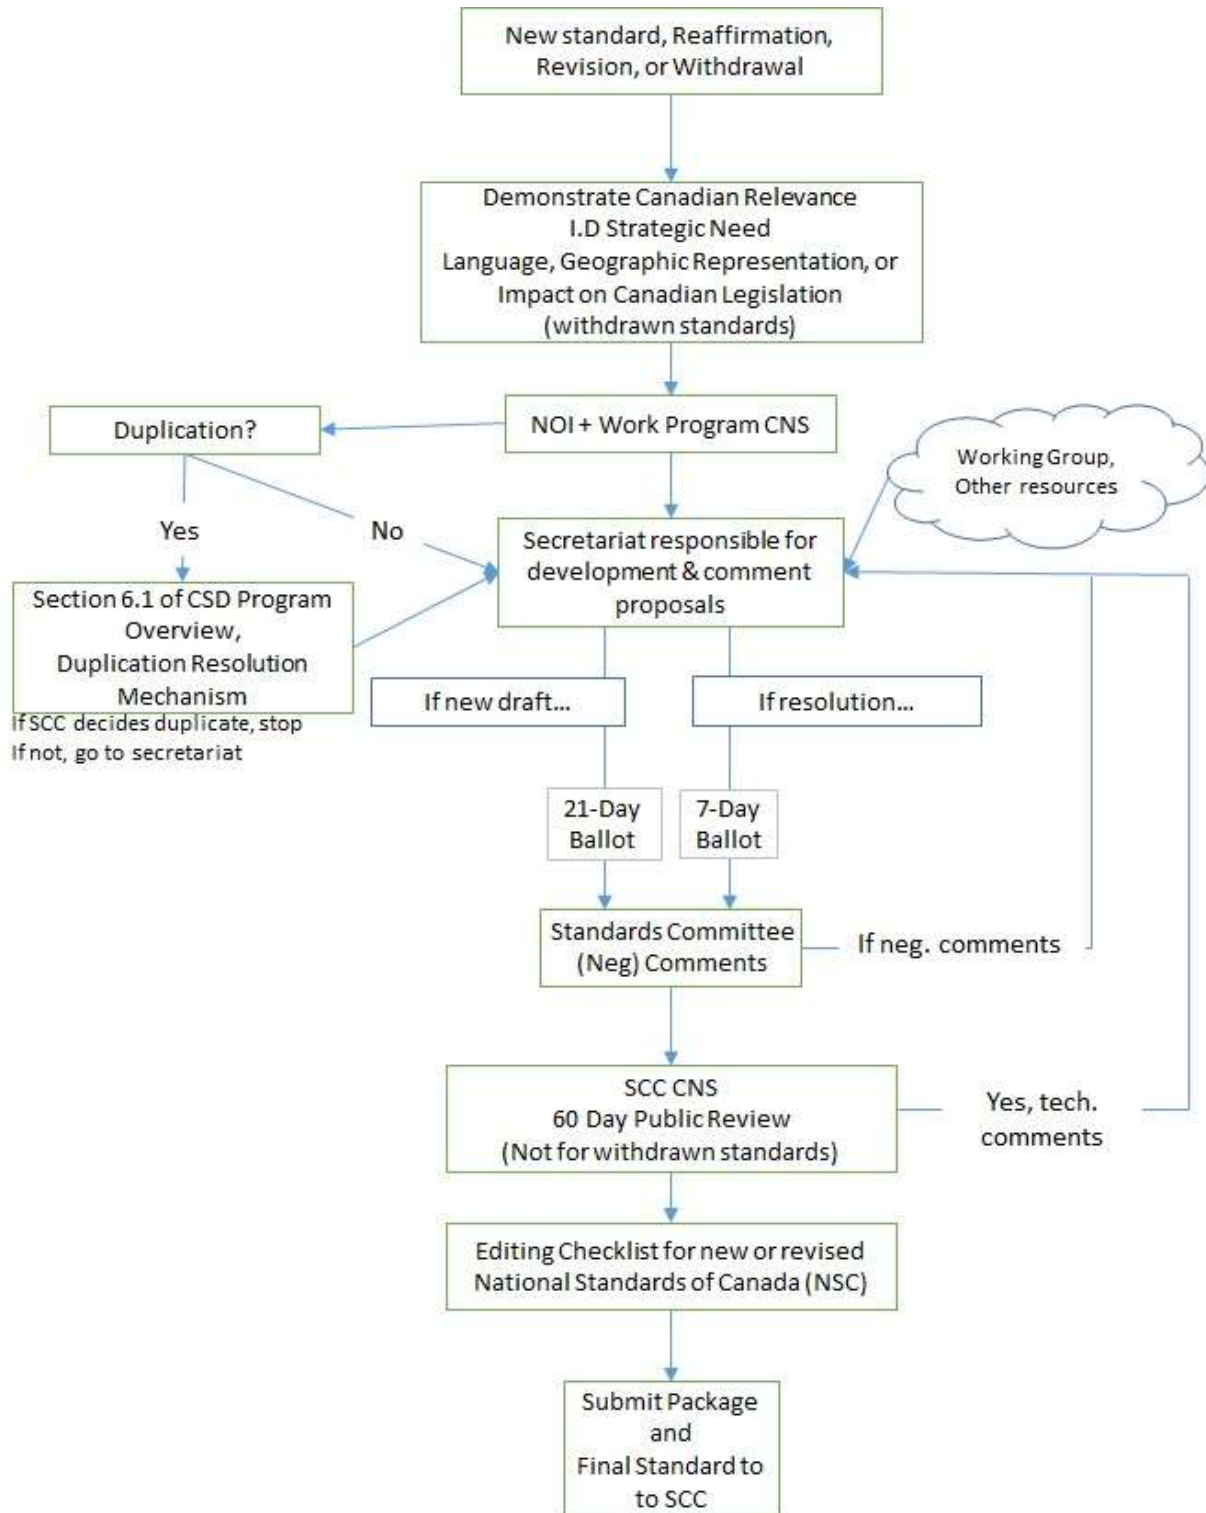 New standard, Reaffirmation,
Revision, or Withdrawal
Demonstrate Canadian Relevance
I.D Strategic Need
Language, Geographic Representation, or
Impact on Canadian Legislation
(withdrawn standards)
Duplication?
NOI + Work Program CNS
Working Group,
Other resources
Yes
No
Secretariat responsible for
development & comment
proposals
Section 6.1 of CSD Program
Overview,
Duplication Resolution
Mechanism
If SCC decides duplicate, stop
If not, go to secretariat
If new draft...
If resolution...
21-Day
Ballot
7-Day
Ballot
Standards Committee
(Neg) Comments
If neg. comments
SCC CNS
60 Day Public Review
(Not for withdrawn standards)
Yes, tech.
comments
Editing Checklist for new or revised
National Standards of Canada (NSC)
Submit Package
and
Final Standard to
to SCC